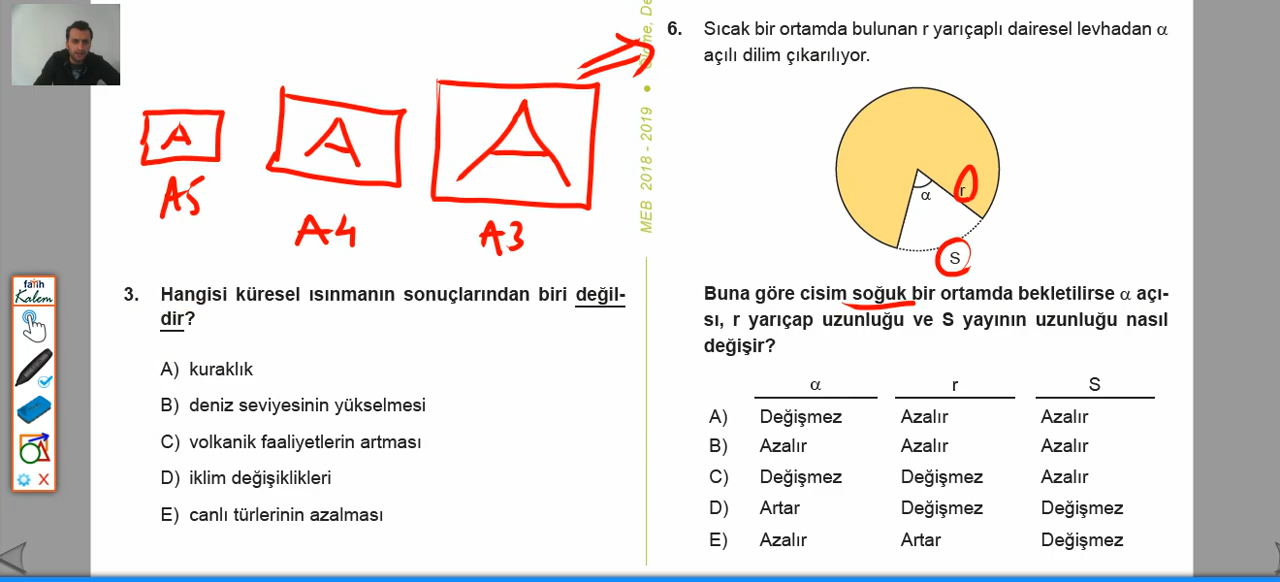 A
A
A
A5
A4
A3
3. Hangisi küresel ısınmanın sonuçlarından biri değil-
dir?
A) kuraklık
B) deniz seviyesinin yükselmesi
C) volkanik faaliyetlerin artması
D) iklim değişiklikleri
E) canlı türlerinin azalması
fatih
Kalem
MEB 2018 - 2019 ●
me, De
6. Sıcak bir ortamda bulunan r yarıçaplı dairesel levhadan α
açılı dilim çıkarılıyor.
α
r
S
Buna göre cisim soğuk bir ortamda bekletilirse α açı-
sı, r yarıçap uzunluğu ve S yayının uzunluğu nasıl
değişir?
α r S
A) Değişmez Azalır Azalır
B) Azalır Azalır Azalır
C) Değişmez Değişmez Azalır
D) Artar Değişmez Değişmez
E) Azalır Artar Değişmez